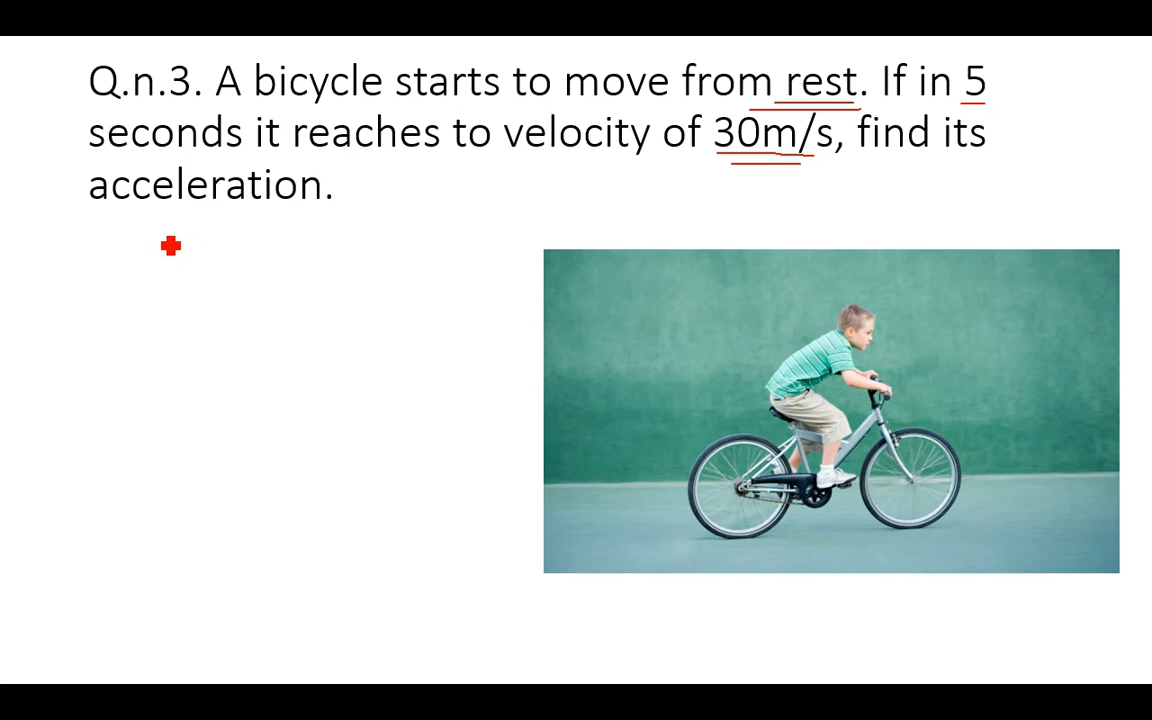 Q.n.3. A bicycle starts to move from rest. If in 5
seconds it reaches to velocity of 30m/s, find its
acceleration.